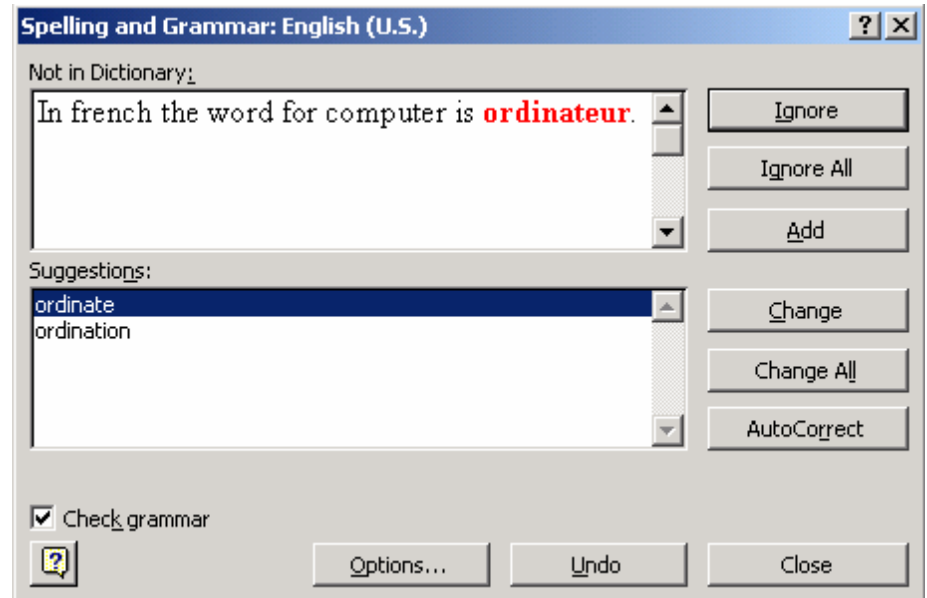 Spelling and Grammar: English (U.S.)
Not in Dictionary:
In french the word for computer is ordinateur.
Ignore
Ignore All
Add
Suggestions:
ordinate
ordination
Change
Change All
AutoCorrect
Check grammar
Options...
Undo
Close